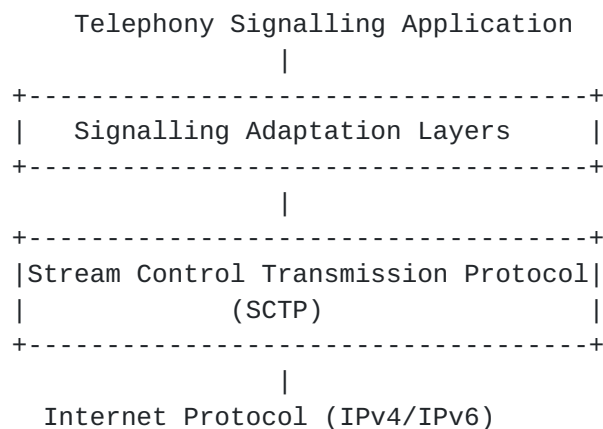 Telephony Signalling Application
|
+------------------------------------+
|   Signalling Adaptation Layers     |
+------------------------------------+
|
+------------------------------------+
|Stream Control Transmission Protocol|
|             (SCTP)                 |
+------------------------------------+
|
Internet Protocol (IPv4/IPv6)